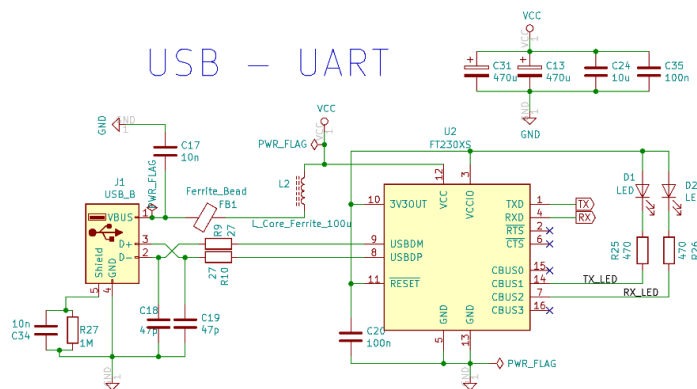 VCC
USB - UART
C31
470u
C13
470u
C24
10u
C35
100n
GND
GND
C17
10n
VCC
PWR_FLAG
U2
FT230XS
J1
USB_B
PWR_FLAG
Ferrite_Bead
FB1
L2
L_Core_Ferrite_100u
VBUS
1
D+
3
D-
2
Shield
GND
5
4
R9
27
27
R10
12
3
VCC
VCCIO
10
3V3OUT
9
USBDM
8
USBDP
11
RESET
TXD
1
TX
RXD
4
RX
RTS
2
CTS
6
CBUS0
15
CBUS1
14
TX_LED
CBUS2
7
RX_LED
CBUS3
16
GND
GND
5
13
D1
LED
D2
LED
R25
470
470
R26
10n
C34
R27
1M
C18
47p
C19
47p
C20
100n
PWR_FLAG